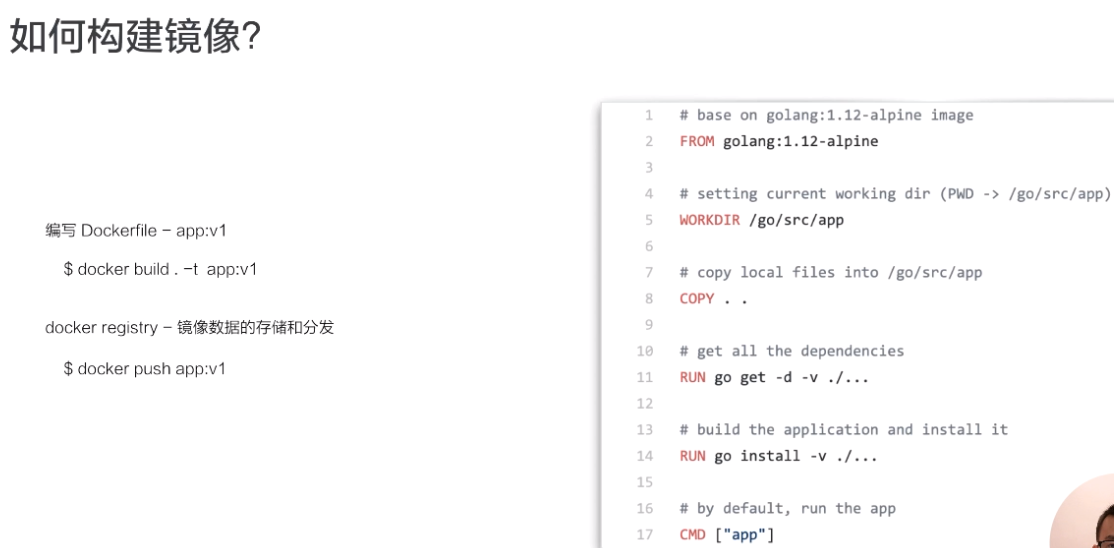 如何构建镜像?
编写 Dockerfile - app:v1
$ docker build . -t app:v1
docker registry - 镜像数据的存储和分发
$ docker push app:v1
1 # base on golang:1.12-alpine image
2 FROM golang:1.12-alpine
3
4 # setting current working dir (PWD -> /go/src/app)
5 WORKDIR /go/src/app
6
7 # copy local files into /go/src/app
8 COPY . .
9
10 # get all the dependencies
11 RUN go get -d -v ./...
12
13 # build the application and install it
14 RUN go install -v ./...
15
16 # by default, run the app
17 CMD ["app"]